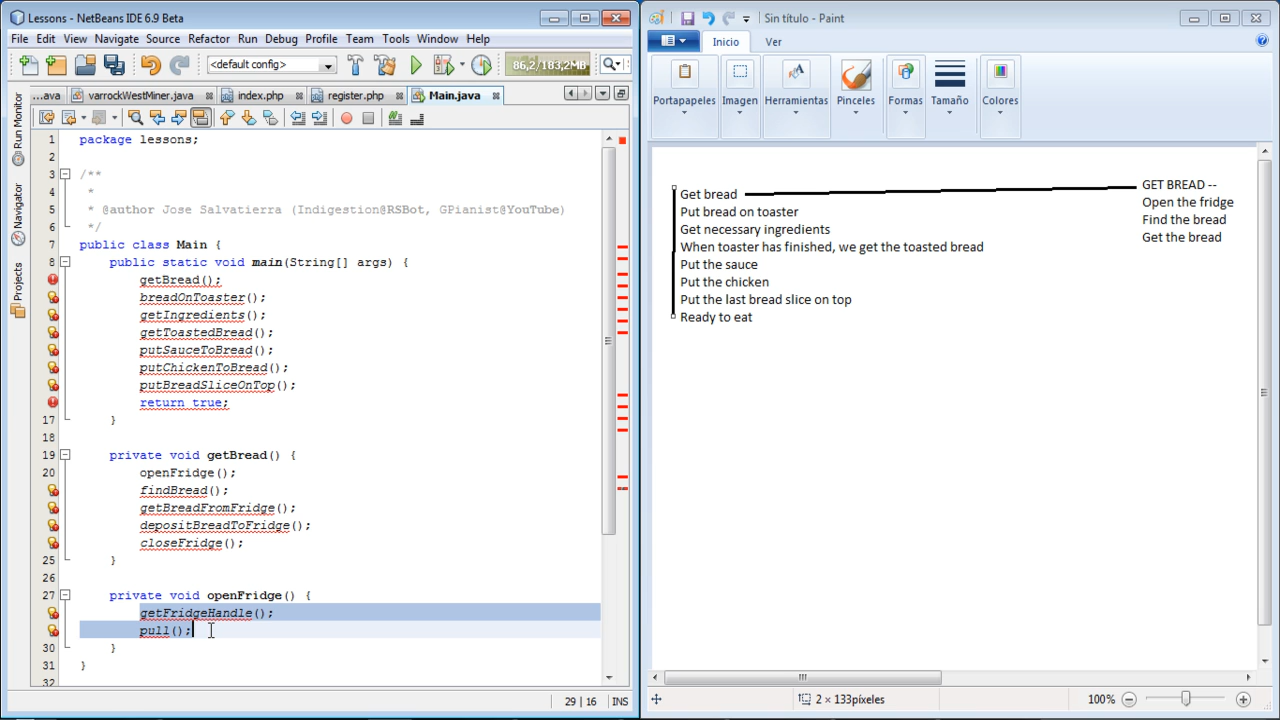 Lessons - NetBeans IDE 6.9 Beta
File Edit View Navigate Source Refactor Run Debug Profile Team Tools Window Help
<default config>
86,2/183,2MB
...ava varrockWestMiner.java index.php register.php Main.java
Run Monitor
Navigator
Projects
1 package lessons;
2
3 /**
4 *
5 * @author Jose Salvatierra (Indigestion@RSBot, GPianist@YouTube)
6 */
7 public class Main {
8 public static void main(String[] args) {
getBread();
breadOnToaster();
getIngredients();
getToastedBread();
putSauceToBread();
putChickenToBread();
putBreadSliceOnTop();
return true;
17 }
18
19 private void getBread() {
20 openFridge();
findBread();
getBreadFromFridge();
depositBreadToFridge();
closeFridge();
25 }
26
27 private void openFridge() {
getFridgeHandle();
pull();
30 }
31 }
32
29 | 16 INS
Sin título - Paint
Inicio Ver
Portapapeles Imagen Herramientas Pinceles Formas Tamaño Colores
Get bread
Put bread on toaster
Get necessary ingredients
When toaster has finished, we get the toasted bread
Put the sauce
Put the chicken
Put the last bread slice on top
Ready to eat
GET BREAD --
Open the fridge
Find the bread
Get the bread
2 × 133píxeles
100%